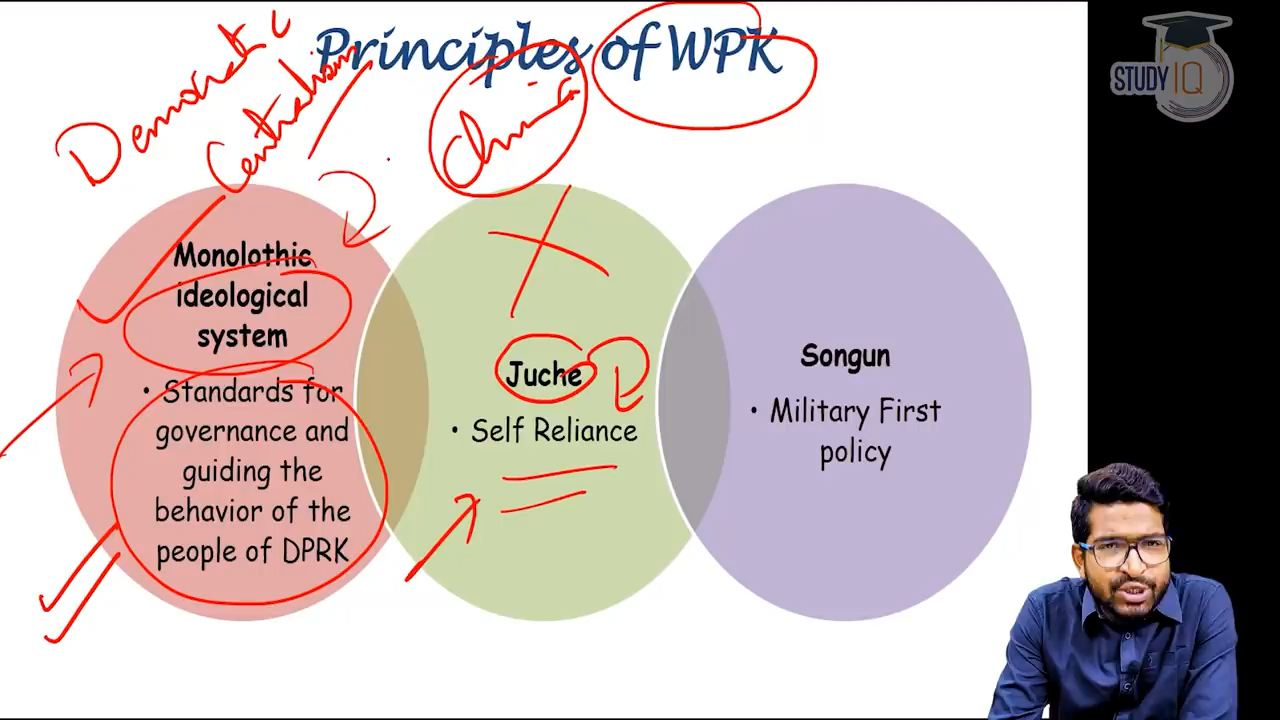 Principles of WPK
STUDY IQ
Democratic
Centralism
China
Monolothic
ideological
system
• Standards for
governance and
guiding the
behavior of the
people of DPRK
Juche
• Self Reliance
Songun
• Military First
policy